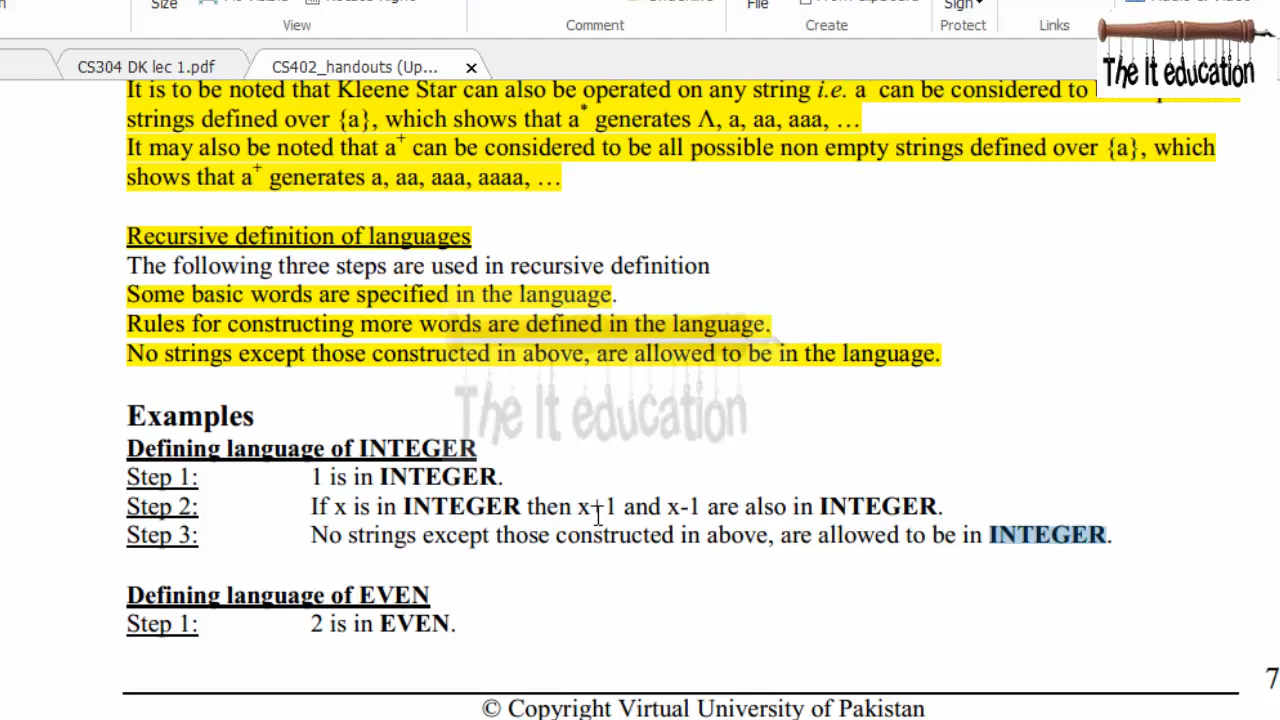 Size
View
Comment
File
Create
Sign
Protect
Links
CS304 DK lec 1.pdf
CS402_handouts (Up...
The It education
It is to be noted that Kleene Star can also be operated on any string i.e. a* can be considered to
strings defined over {a}, which shows that a* generates Λ, a, aa, aaa, …
It may also be noted that a+ can be considered to be all possible non empty strings defined over {a}, which
shows that a+ generates a, aa, aaa, aaaa, …
Recursive definition of languages
The following three steps are used in recursive definition
Some basic words are specified in the language.
Rules for constructing more words are defined in the language.
No strings except those constructed in above, are allowed to be in the language.
The It education
Examples
Defining language of INTEGER
Step 1: 1 is in INTEGER.
Step 2: If x is in INTEGER then x+1 and x-1 are also in INTEGER.
Step 3: No strings except those constructed in above, are allowed to be in INTEGER.
Defining language of EVEN
Step 1: 2 is in EVEN.
7
© Copyright Virtual University of Pakistan